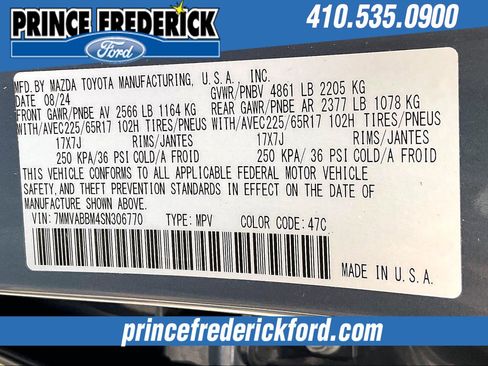 PRINCE FREDERICK
Ford
410.535.0900
MFD. BY MAZDA TOYOTA MANUFACTURING, U.S.A., INC.
DATE 08/24 GVWR/PNBV 4861 LB 2205 KG
FRONT GAWR/PNBE AV 2566 LB 1164 KG REAR GAWR/PNBE AR 2377 LB 1078 KG
WITH/AVEC225/65R17 102H TIRES/PNEUS WITH/AVEC225/65R17 102H TIRES/PNEUS
17X7J RIMS/JANTES 17X7J RIMS/JANTES
250 KPA/ 36 PSI COLD/A FROID 250 KPA/ 36 PSI COLD/A FROID
THIS VEHICLE CONFORMS TO ALL APPLICABLE FEDERAL MOTOR VEHICLE
SAFETY, AND THEFT PREVENTION STANDARDS IN EFFECT ON THE DATE OF
MANUFACTURE SHOWN ABOVE.
VIN: 7MMVABBM4SN306770 TYPE: MPV COLOR CODE: 47C
MADE IN U.S.A.
princefrederickford.com